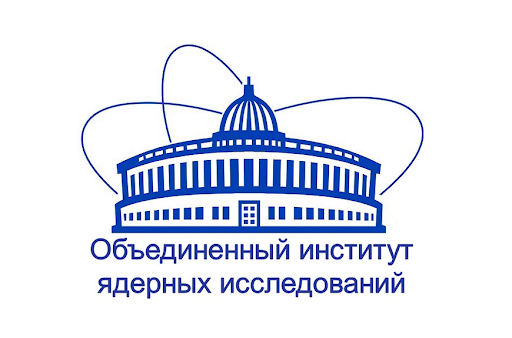 Объединенный институт
ядерных исследований